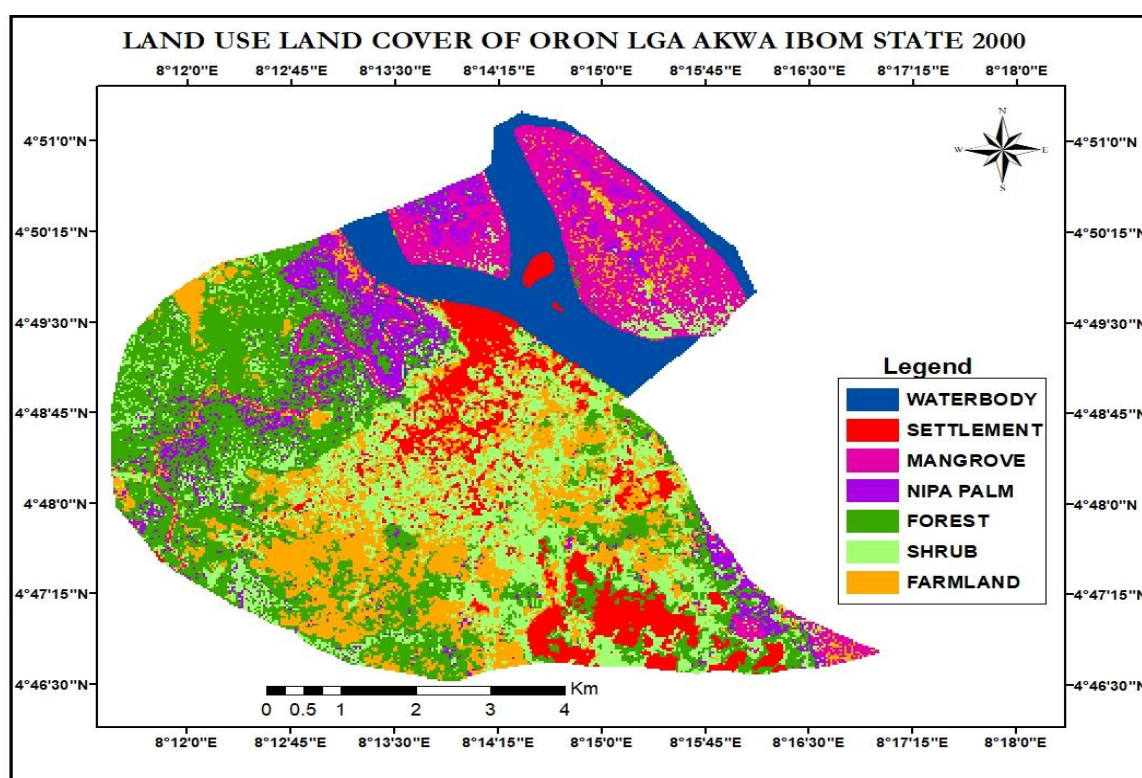 LAND USE LAND COVER OF ORON LGA AKWA IBOM STATE 2000
8°12'0"E 8°12'45"E 8°13'30"E 8°14'15"E 8°15'0"E 8°15'45"E 8°16'30"E 8°17'15"E 8°18'0"E
N
W E
S
4°51'0"N 4°51'0"N
4°50'15"N 4°50'15"N
4°49'30"N 4°49'30"N
4°48'45"N 4°48'45"N
4°48'0"N 4°48'0"N
4°47'15"N 4°47'15"N
4°46'30"N 4°46'30"N
Legend
WATERBODY
SETTLEMENT
MANGROVE
NIPA PALM
FOREST
SHRUB
FARMLAND
Km
0 0.5 1 2 3 4
8°12'0"E 8°12'45"E 8°13'30"E 8°14'15"E 8°15'0"E 8°15'45"E 8°16'30"E 8°17'15"E 8°18'0"E